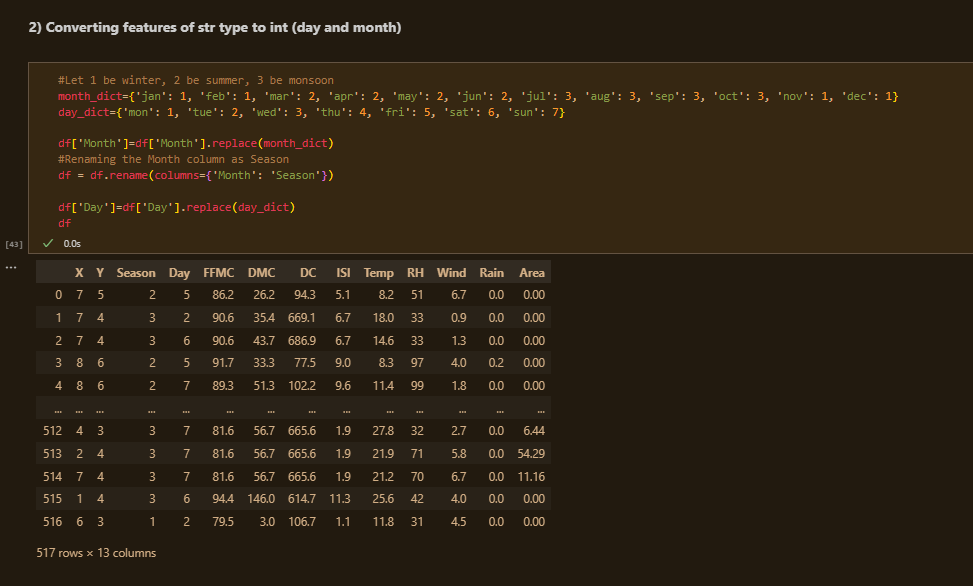 2) Converting features of str type to int (day and month)
#Let 1 be winter, 2 be summer, 3 be monsoon
month_dict={'jan': 1, 'feb': 1, 'mar': 2, 'apr': 2, 'may': 2, 'jun': 2, 'jul': 3, 'aug': 3, 'sep': 3, 'oct': 3, 'nov': 1, 'dec': 1}
day_dict={'mon': 1, 'tue': 2, 'wed': 3, 'thu': 4, 'fri': 5, 'sat': 6, 'sun': 7}
df['Month']=df['Month'].replace(month_dict)
#Renaming the Month column as Season
df = df.rename(columns={'Month': 'Season'})
df['Day']=df['Day'].replace(day_dict)
df
[43] ✓ 0.0s
...
X Y Season Day FFMC DMC DC ISI Temp RH Wind Rain Area
0 7 5 2 5 86.2 26.2 94.3 5.1 8.2 51 6.7 0.0 0.00
1 7 4 3 2 90.6 35.4 669.1 6.7 18.0 33 0.9 0.0 0.00
2 7 4 3 6 90.6 43.7 686.9 6.7 14.6 33 1.3 0.0 0.00
3 8 6 2 5 91.7 33.3 77.5 9.0 8.3 97 4.0 0.2 0.00
4 8 6 2 7 89.3 51.3 102.2 9.6 11.4 99 1.8 0.0 0.00
... ... ... ... ... ... ... ... ... ... ... ... ... ...
512 4 3 3 7 81.6 56.7 665.6 1.9 27.8 32 2.7 0.0 6.44
513 2 4 3 7 81.6 56.7 665.6 1.9 21.9 71 5.8 0.0 54.29
514 7 4 3 7 81.6 56.7 665.6 1.9 21.2 70 6.7 0.0 11.16
515 1 4 3 6 94.4 146.0 614.7 11.3 25.6 42 4.0 0.0 0.00
516 6 3 1 2 79.5 3.0 106.7 1.1 11.8 31 4.5 0.0 0.00
517 rows × 13 columns